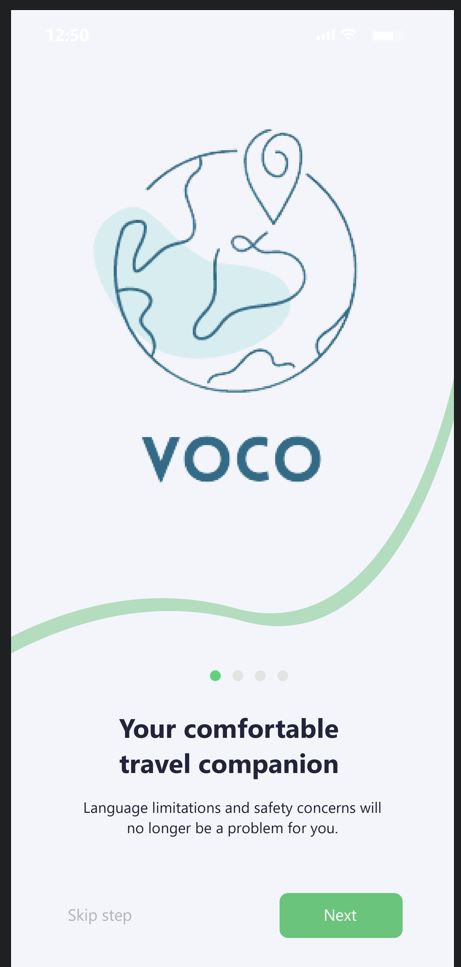 12:50
VOCO
Your comfortable
travel companion
Language limitations and safety concerns will
no longer be a problem for you.
Skip step
Next